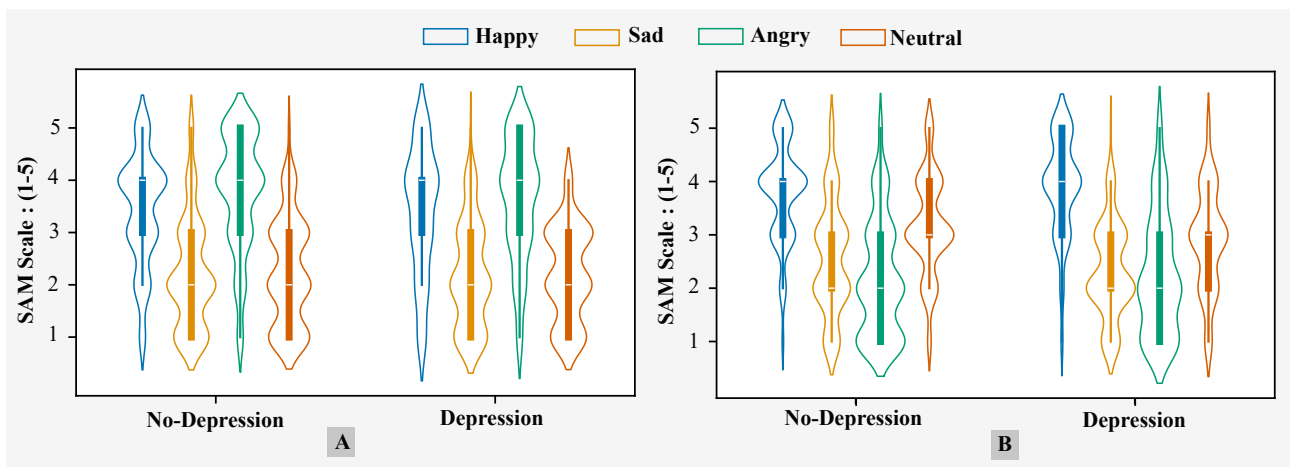 Happy Sad Angry Neutral
SAM Scale : (1-5)
5
4
3
2
1
No-Depression Depression
A
SAM Scale : (1-5)
5
4
3
2
1
No-Depression Depression
B